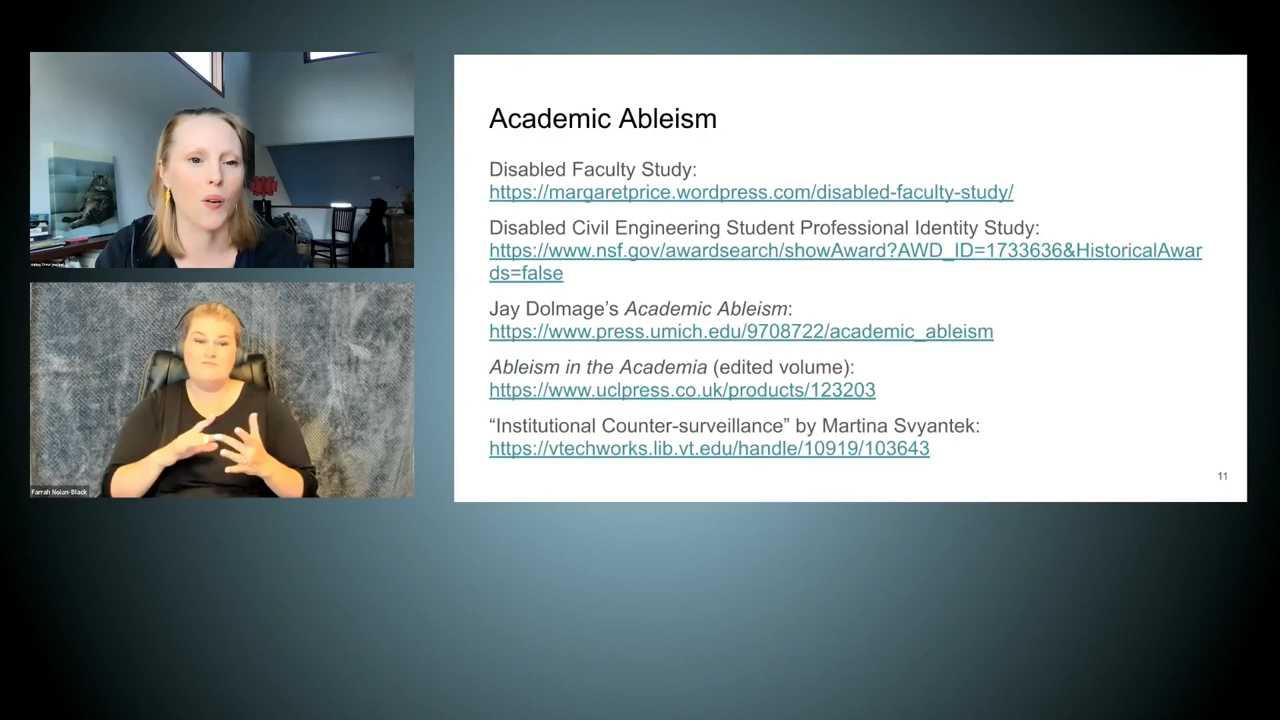 Academic Ableism
Disabled Faculty Study:
https://margaretprice.wordpress.com/disabled-faculty-study/
Disabled Civil Engineering Student Professional Identity Study:
https://www.nsf.gov/awardsearch/showAward?AWD_ID=1733636&HistoricalAwar
ds=false
Jay Dolmage’s Academic Ableism:
https://www.press.umich.edu/9708722/academic_ableism
Ableism in the Academia (edited volume):
https://www.uclpress.co.uk/products/123203
“Institutional Counter-surveillance” by Martina Svyantek:
https://vtechworks.lib.vt.edu/handle/10919/103643
11
Farrah Nolan-Black